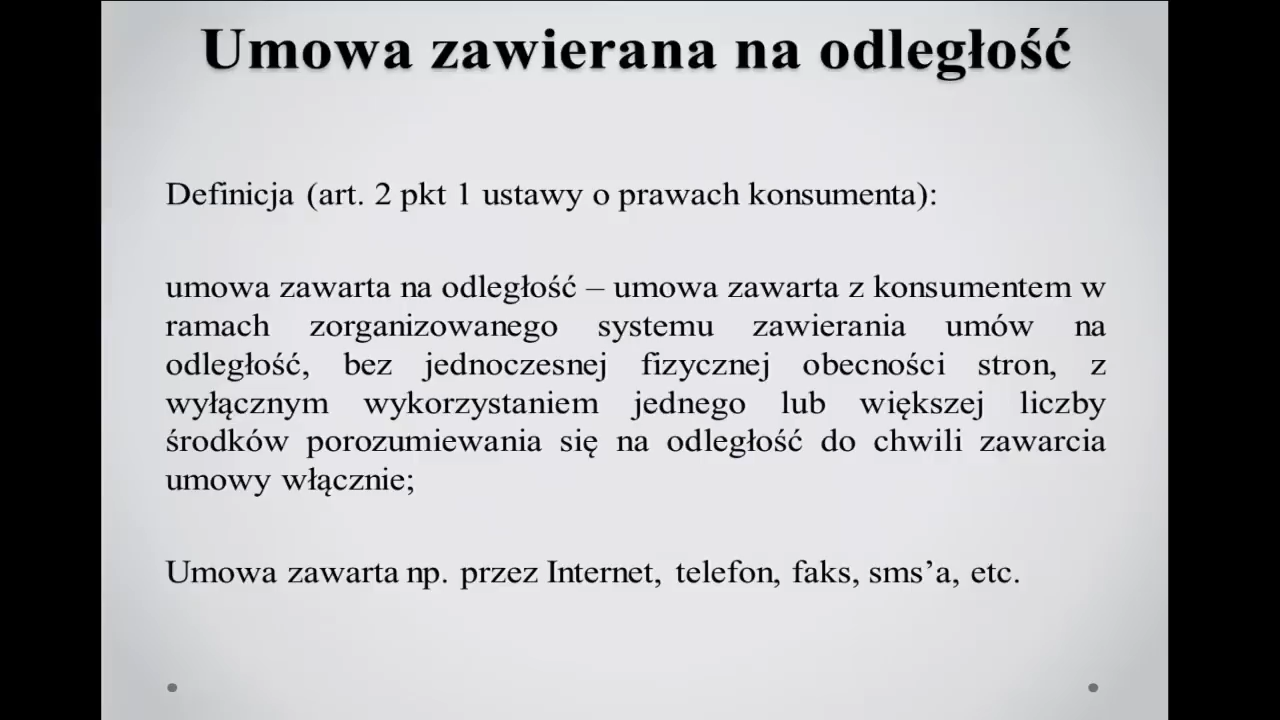 Umowa zawierana na odległość
Definicja (art. 2 pkt 1 ustawy o prawach konsumenta):
umowa zawarta na odległość – umowa zawarta z konsumentem w
ramach zorganizowanego systemu zawierania umów na
odległość, bez jednoczesnej fizycznej obecności stron, z
wyłącznym wykorzystaniem jednego lub większej liczby
środków porozumiewania się na odległość do chwili zawarcia
umowy włącznie;
Umowa zawarta np. przez Internet, telefon, faks, sms’a, etc.